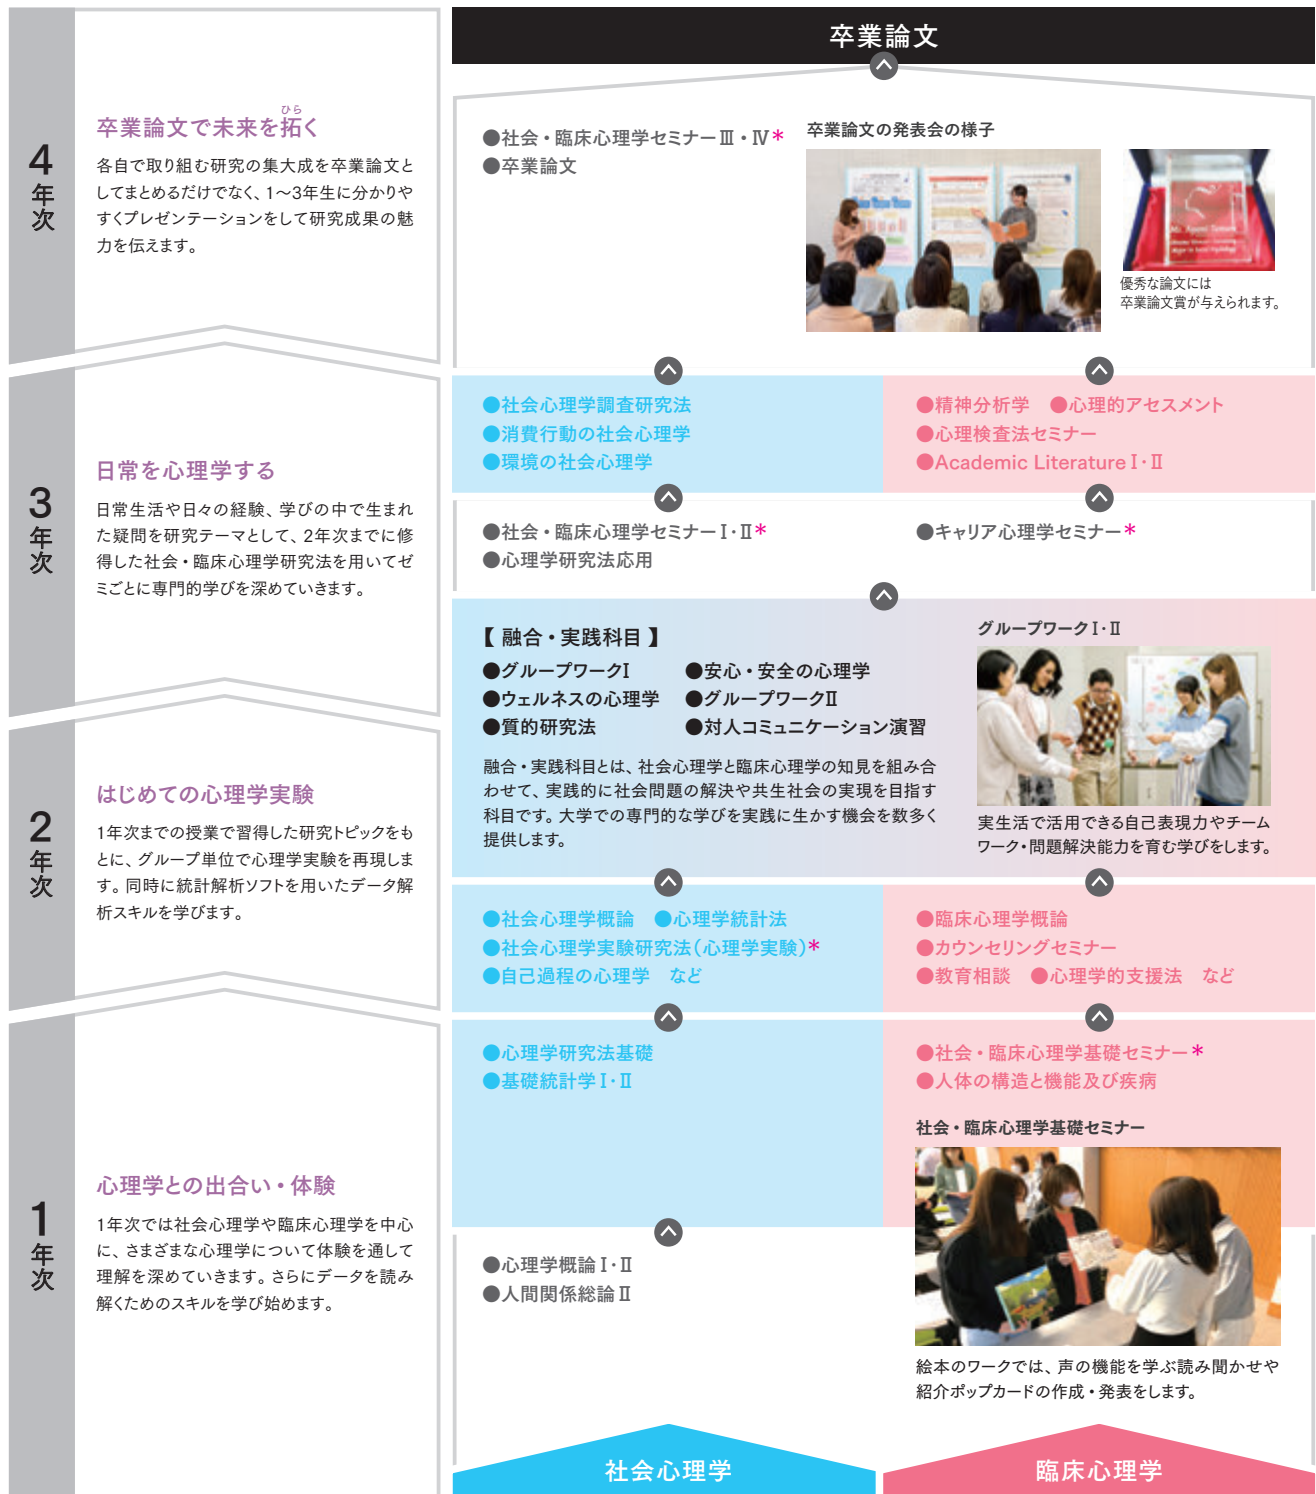 卒業論文
4年次
卒業論文で未来を拓く
ひら
各自で取り組む研究の集大成を卒業論文と
してまとめるだけでなく、1〜3年生に分かりや
すくプレゼンテーションをして研究成果の魅
力を伝えます。
●社会・臨床心理学セミナーⅢ・Ⅳ*
●卒業論文
卒業論文の発表会の様子
優秀な論文には
卒業論文賞が与えられます。
3年次
日常を心理学する
日常生活や日々の経験、学びの中で生まれ
た疑問を研究テーマとして、2年次までに修
得した社会・臨床心理学研究法を用いてゼ
ミごとに専門的学びを深めていきます。
●社会心理学調査研究法
●消費行動の社会心理学
●環境の社会心理学
●精神分析学 ●心理的アセスメント
●心理検査法セミナー
●Academic LiteratureⅠ・Ⅱ
●社会・臨床心理学セミナーⅠ・Ⅱ*
●心理学研究法応用
●キャリア心理学セミナー*
【 融合・実践科目 】
●グループワークⅠ ●安心・安全の心理学
●ウェルネスの心理学 ●グループワークⅡ
●質的研究法 ●対人コミュニケーション演習
融合・実践科目とは、社会心理学と臨床心理学の知見を組み合
わせて、実践的に社会問題の解決や共生社会の実現を目指す
科目です。大学での専門的な学びを実践に生かす機会を数多く
提供します。
グループワークⅠ・Ⅱ
実生活で活用できる自己表現力やチーム
ワーク・問題解決能力を育む学びをします。
2年次
はじめての心理学実験
1年次までの授業で習得した研究トピックをも
とに、グループ単位で心理学実験を再現しま
す。同時に統計解析ソフトを用いたデータ解
析スキルを学びます。
●社会心理学概論 ●心理学統計法
●社会心理学実験研究法(心理学実験)*
●自己過程の心理学 など
●臨床心理学概論
●カウンセリングセミナー
●教育相談 ●心理学的支援法 など
1年次
心理学との出合い・体験
1年次では社会心理学や臨床心理学を中心
に、さまざまな心理学について体験を通して
理解を深めていきます。さらにデータを読み
解くためのスキルを学び始めます。
●心理学研究法基礎
●基礎統計学Ⅰ・Ⅱ
●社会・臨床心理学基礎セミナー*
●人体の構造と機能及び疾病
社会・臨床心理学基礎セミナー
●心理学概論Ⅰ・Ⅱ
●人間関係総論Ⅱ
絵本のワークでは、声の機能を学ぶ読み聞かせや
紹介ポップカードの作成・発表をします。
社会心理学
臨床心理学